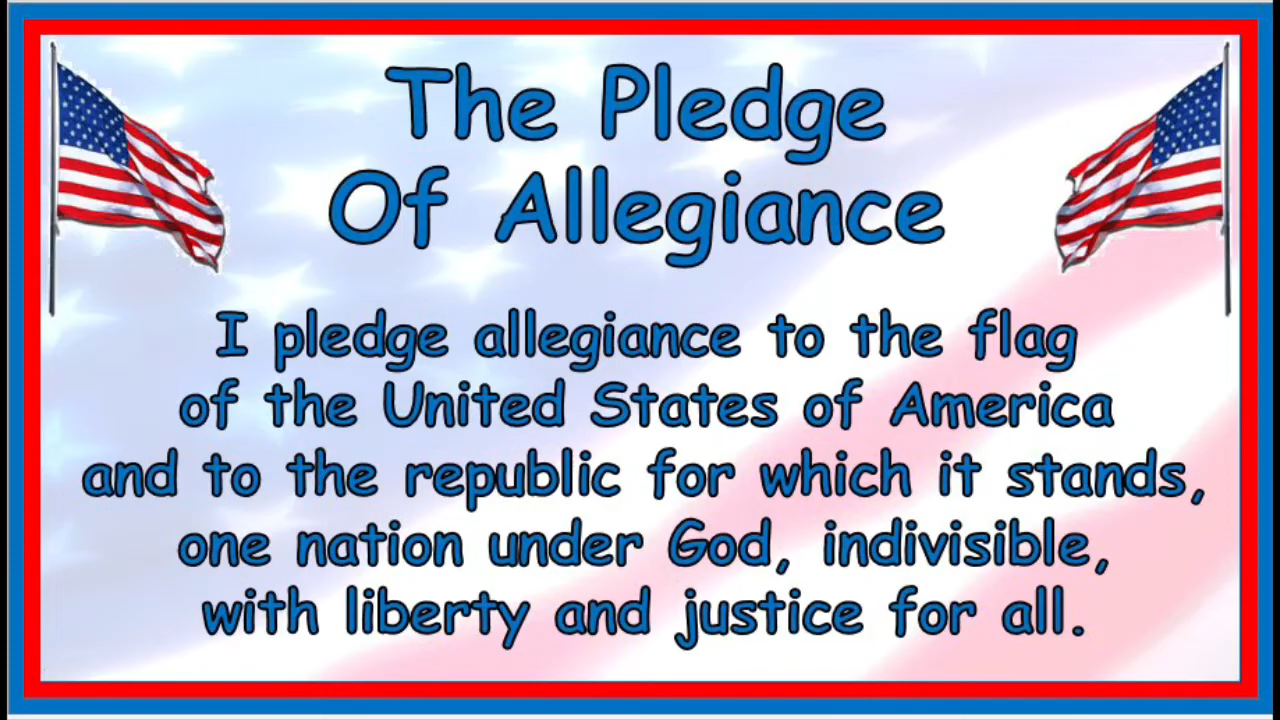 The Pledge
Of Allegiance
I pledge allegiance to the flag
of the United States of America
and to the republic for which it stands,
one nation under God, indivisible,
with liberty and justice for all.